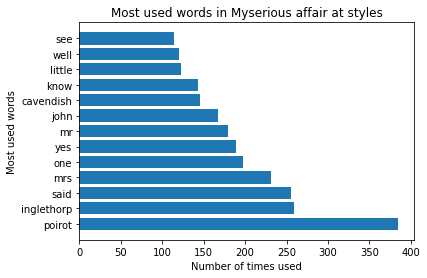 Most used words in Myserious affair at styles
Most used words
see
well
little
know
cavendish
john
mr
yes
one
mrs
said
inglethorp
poirot
0 50 100 150 200 250 300 350 400
Number of times used